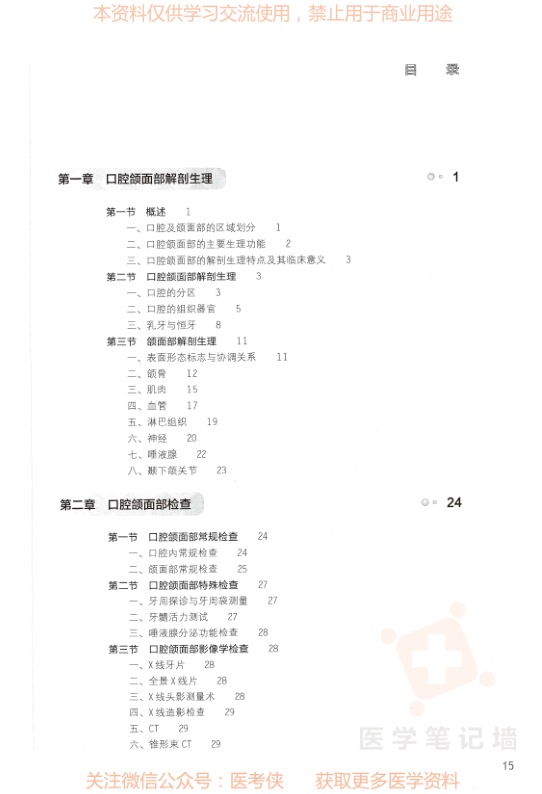 本资料仅供学习交流使用，禁止用于商业用途
目 录
第一章 口腔颌面部解剖生理 1
第一节 概述 1
一、口腔及颌面部的区域划分 1
二、口腔颌面部的主要生理功能 2
三、口腔颌面部的解剖生理特点及其临床意义 3
第二节 口腔颌面部解剖生理 3
一、口腔的分区 3
二、口腔的组织器官 5
三、乳牙与恒牙 8
第三节 颌面部解剖生理 11
一、表面形态标志与协调关系 11
二、颌骨 12
三、肌肉 15
四、血管 17
五、淋巴组织 19
六、神经 20
七、唾液腺 22
八、颞下颌关节 23
第二章 口腔颌面部检查 24
第一节 口腔颌面部常规检查 24
一、口腔内常规检查 24
二、颌面部常规检查 25
第二节 口腔颌面部特殊检查 27
一、牙周探诊与牙周袋测量 27
二、牙髓活力测试 27
三、唾液腺分泌功能检查 28
第三节 口腔颌面部影像学检查 28
一、X 线牙片 28
二、全景 X 线片 28
三、X 线头影测量术 28
四、X 线造影检查 29
五、CT 29
六、锥形束 CT 29
医学笔记墙
15
关注微信公众号：医考侠 获取更多医学资料